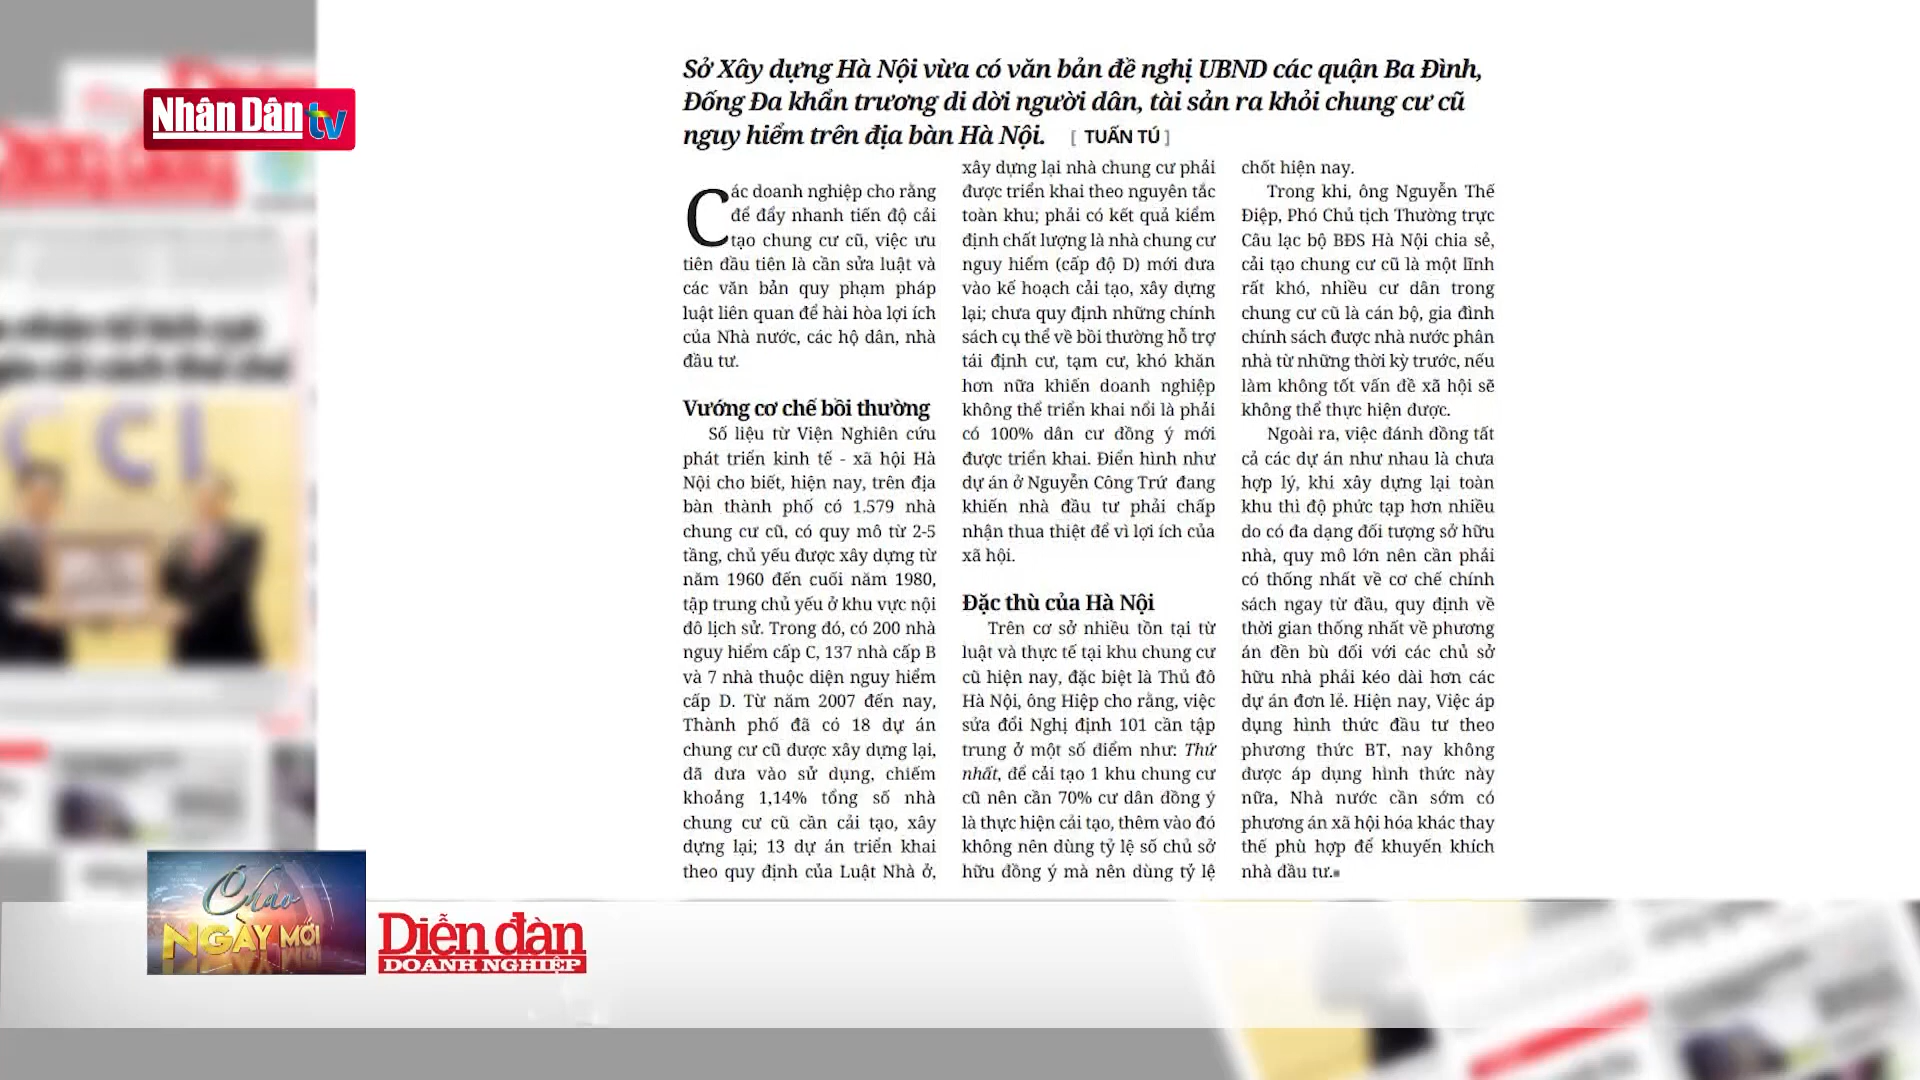 Nhân Dân tv
Sở Xây dựng Hà Nội vừa có văn bản đề nghị UBND các quận Ba Đình,
Đống Đa khẩn trương di dời người dân, tài sản ra khỏi chung cư cũ
nguy hiểm trên địa bàn Hà Nội. [ TUẤN TÚ ]
Các doanh nghiệp cho rằng
để đẩy nhanh tiến độ cải
tạo chung cư cũ, việc ưu
tiên đầu tiên là cần sửa luật và
các văn bản quy phạm pháp
luật liên quan để hài hòa lợi ích
của Nhà nước, các hộ dân, nhà
đầu tư.
Vướng cơ chế bồi thường
Số liệu từ Viện Nghiên cứu
phát triển kinh tế - xã hội Hà
Nội cho biết, hiện nay, trên địa
bàn thành phố có 1.579 nhà
chung cư cũ, có quy mô từ 2-5
tầng, chủ yếu được xây dựng từ
năm 1960 đến cuối năm 1980,
tập trung chủ yếu ở khu vực nội
đô lịch sử. Trong đó, có 200 nhà
nguy hiểm cấp C, 137 nhà cấp B
và 7 nhà thuộc diện nguy hiểm
cấp D. Từ năm 2007 đến nay,
Thành phố đã có 18 dự án
chung cư cũ được xây dựng lại,
đã đưa vào sử dụng, chiếm
khoảng 1,14% tổng số nhà
chung cư cũ cần cải tạo, xây
dựng lại; 13 dự án triển khai
theo quy định của Luật Nhà ở,
xây dựng lại nhà chung cư phải
được triển khai theo nguyên tắc
toàn khu; phải có kết quả kiểm
định chất lượng là nhà chung cư
nguy hiểm (cấp độ D) mới đưa
vào kế hoạch cải tạo, xây dựng
lại; chưa quy định những chính
sách cụ thể về bồi thường hỗ trợ
tái định cư, tạm cư, khó khăn
hơn nữa khiến doanh nghiệp
không thể triển khai nổi là phải
có 100% dân cư đồng ý mới
được triển khai. Điển hình như
dự án ở Nguyễn Công Trứ đang
khiến nhà đầu tư phải chấp
nhận thua thiệt để vì lợi ích của
xã hội.
Đặc thù của Hà Nội
Trên cơ sở nhiều tồn tại từ
luật và thực tế tại khu chung cư
cũ hiện nay, đặc biệt là Thủ đô
Hà Nội, ông Hiệp cho rằng, việc
sửa đổi Nghị định 101 cần tập
trung ở một số điểm như: Thứ
nhất, để cải tạo 1 khu chung cư
cũ nên cần 70% cư dân đồng ý
là thực hiện cải tạo, thêm vào đó
không nên dùng tỷ lệ số chủ sở
hữu đồng ý mà nên dùng tỷ lệ
chốt hiện nay.
Trong khi, ông Nguyễn Thế
Điệp, Phó Chủ tịch Thường trực
Câu lạc bộ BĐS Hà Nội chia sẻ,
cải tạo chung cư cũ là một lĩnh
rất khó, nhiều cư dân trong
chung cư cũ là cán bộ, gia đình
chính sách được nhà nước phân
nhà từ những thời kỳ trước, nếu
làm không tốt vấn đề xã hội sẽ
không thể thực hiện được.
Ngoài ra, việc đánh đồng tất
cả các dự án như nhau là chưa
hợp lý, khi xây dựng lại toàn
khu thì độ phức tạp hơn nhiều
do có đa dạng đối tượng sở hữu
nhà, quy mô lớn nên cần phải
có thống nhất về cơ chế chính
sách ngay từ đầu, quy định về
thời gian thống nhất về phương
án đền bù đối với các chủ sở
hữu nhà phải kéo dài hơn các
dự án đơn lẻ. Hiện nay, Việc áp
dụng hình thức đầu tư theo
phương thức BT, nay không
được áp dụng hình thức này
nữa, Nhà nước cần sớm có
phương án xã hội hóa khác thay
thế phù hợp để khuyến khích
nhà đầu tư.
Chào
NGÀY MỚI
Diễn đàn
DOANH NGHIỆP